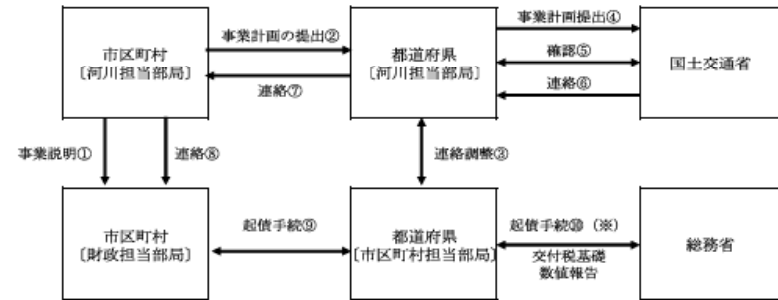 市区町村
〔河川担当部局〕
事業計画の提出②
連絡⑦
都道府県
〔河川担当部局〕
事業計画提出④
確認⑤
連絡⑥
国土交通省
事業説明①
連絡⑧
連絡調整③
市区町村
〔財政担当部局〕
起債手続⑨
都道府県
〔市区町村担当部局〕
起債手続⑩（※）
交付税基礎
数値報告
総務省